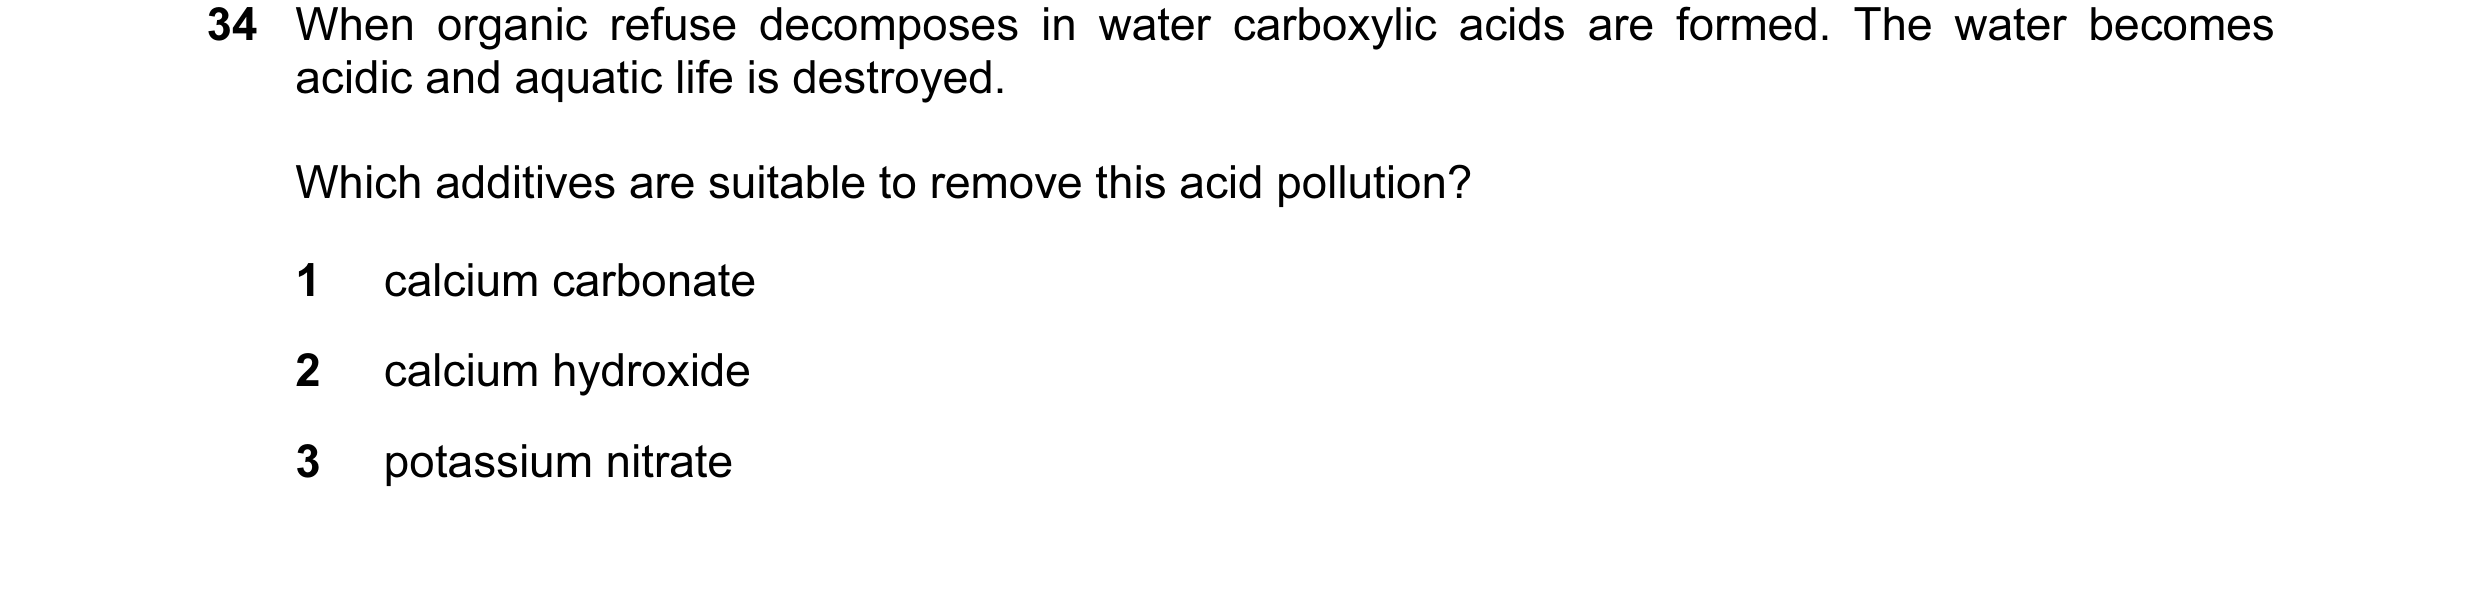 34 When organic refuse decomposes in water carboxylic acids are formed. The water becomes
acidic and aquatic life is destroyed.
Which additives are suitable to remove this acid pollution?
1 calcium carbonate
2 calcium hydroxide
3 potassium nitrate